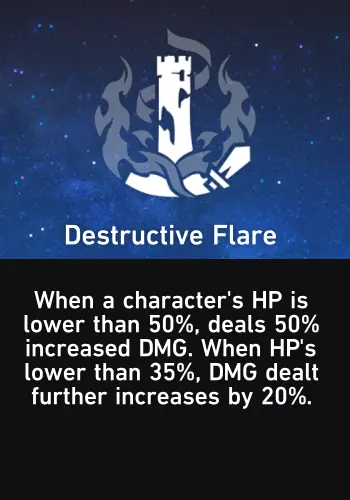 Destructive Flare
When a character's HP is
lower than 50%, deals 50%
increased DMG. When HP's
lower than 35%, DMG dealt
further increases by 20%.